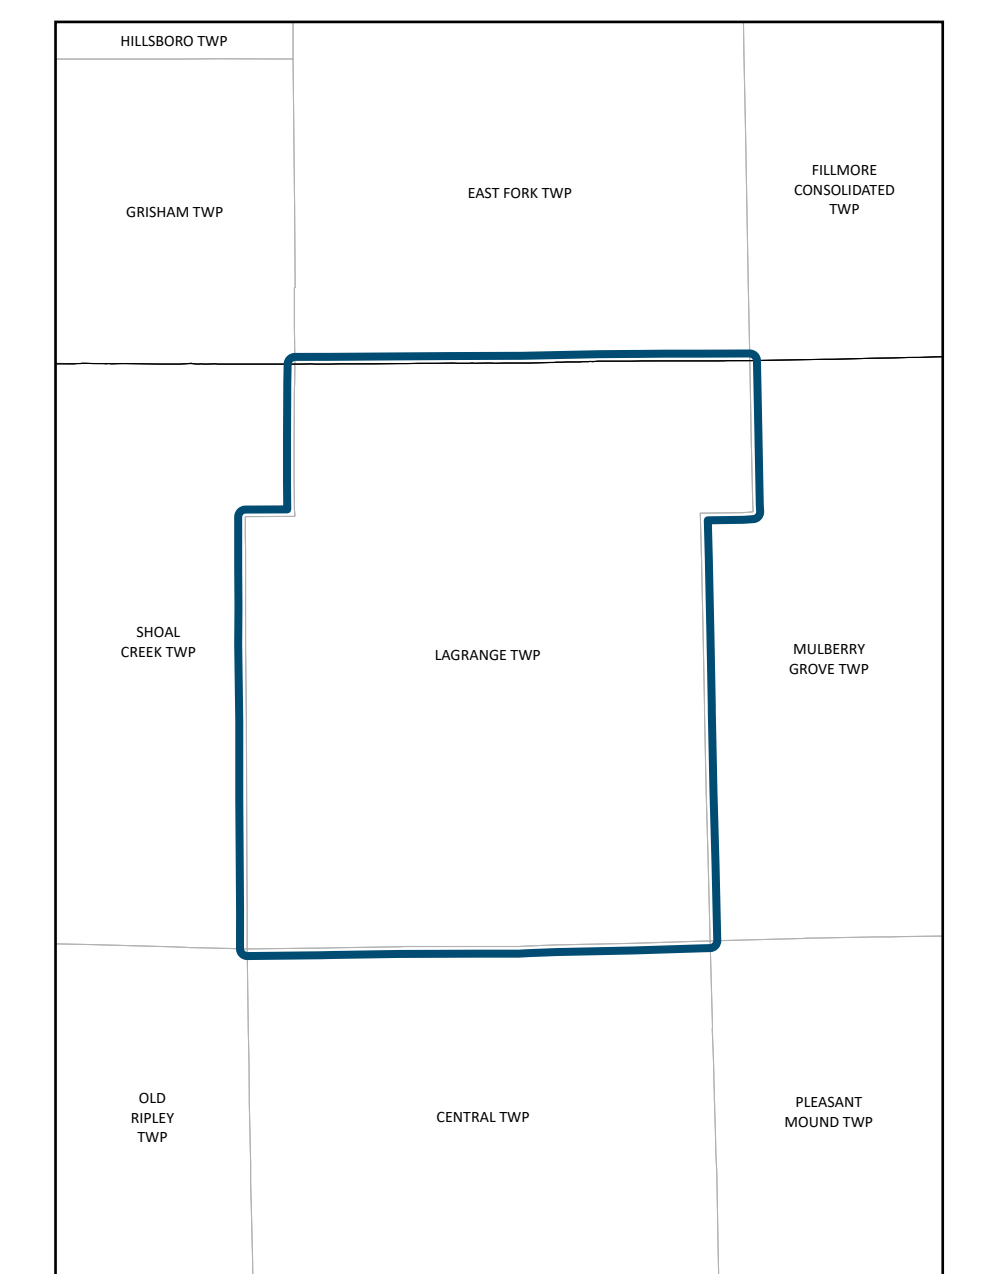 HILLSBORO TWP
GRISHAM TWP
EAST FORK TWP
FILLMORE
CONSOLIDATED
TWP
SHOAL
CREEK TWP
LAGRANGE TWP
MULBERRY
GROVE TWP
OLD
RIPLEY
TWP
CENTRAL TWP
PLEASANT
MOUND TWP